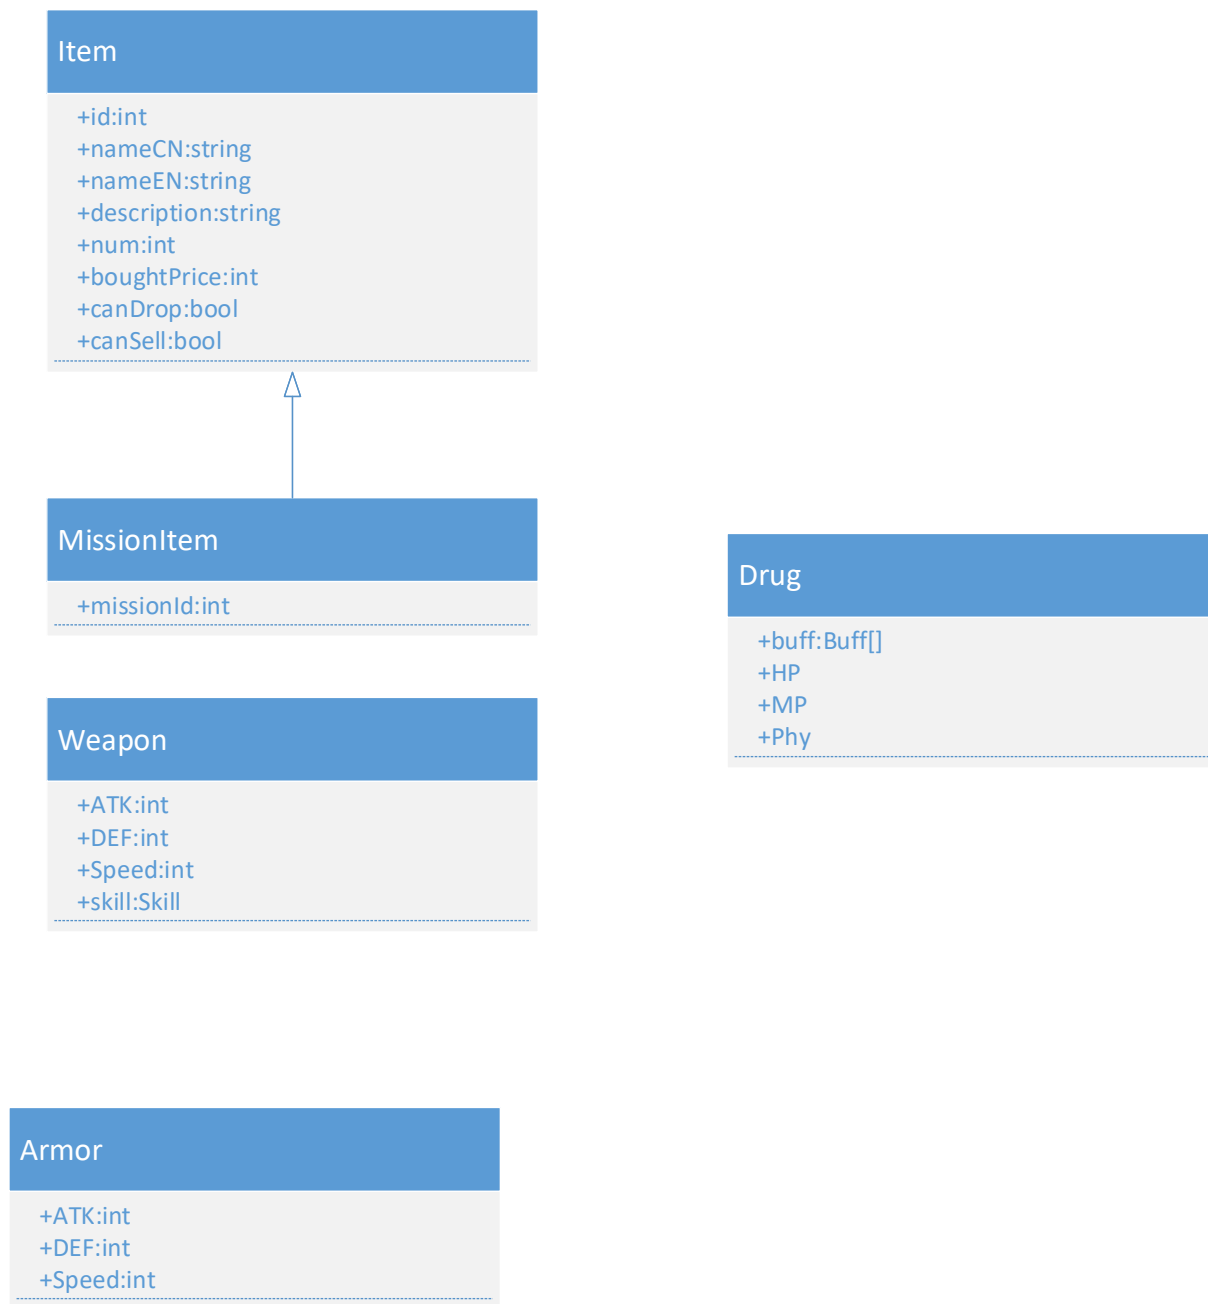 Item
+id:int
+nameCN:string
+nameEN:string
+description:string
+num:int
+boughtPrice:int
+canDrop:bool
+canSell:bool
MissionItem
+missionId:int
Drug
+buff:Buff[]
+HP
+MP
+Phy
Weapon
+ATK:int
+DEF:int
+Speed:int
+skill:Skill
Armor
+ATK:int
+DEF:int
+Speed:int